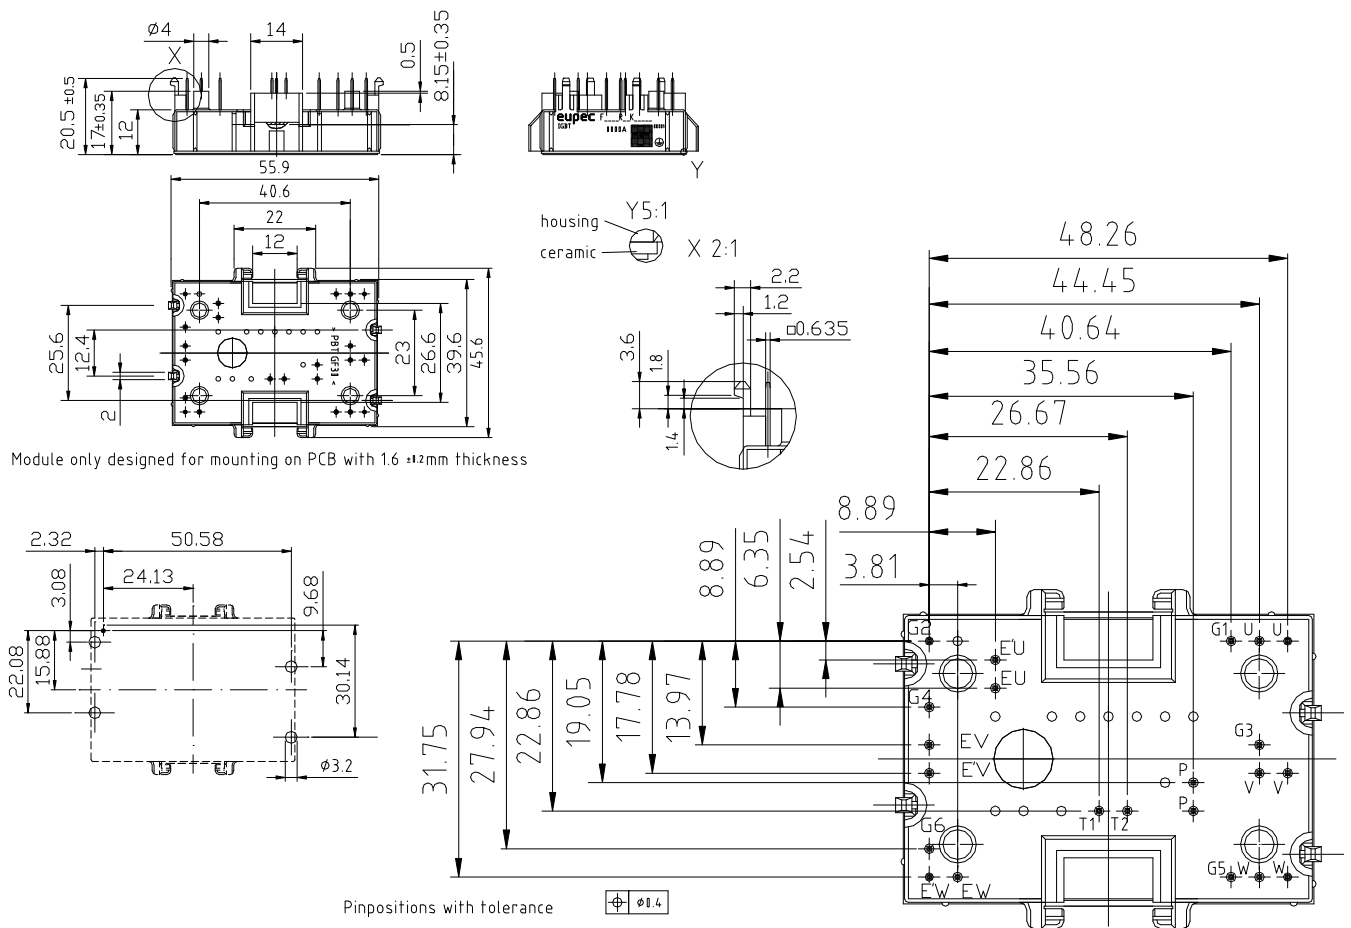 Ø4
14
X
0.5
8.15±0.35
20.5 ±0.5
17±0.35
12
eupec
IGBT
Y
55.9
40.6
22
12
housing
Y5:1
ceramic
X 2:1
25.6
12.4
2
23
26.6
39.6
45.6
2.2
1.2
□0.635
3.6
1.8
1.4
Module only designed for mounting on PCB with 1.6 ±0.2mm thickness
48.26
44.45
40.64
35.56
26.67
22.86
8.89
3.81
8.89
6.35
2.54
2.32
50.58
24.13
3.08
9.68
22.08
15.88
30.14
Ø3.2
31.75
27.94
22.86
19.05
17.78
13.97
G2
E'U
G1 U U
EU
G4
EV
G3
E'V
P
V V
P
G6
T1 T2
G5 W W
E'W EW
Pinpositions with tolerance
Ø0.4